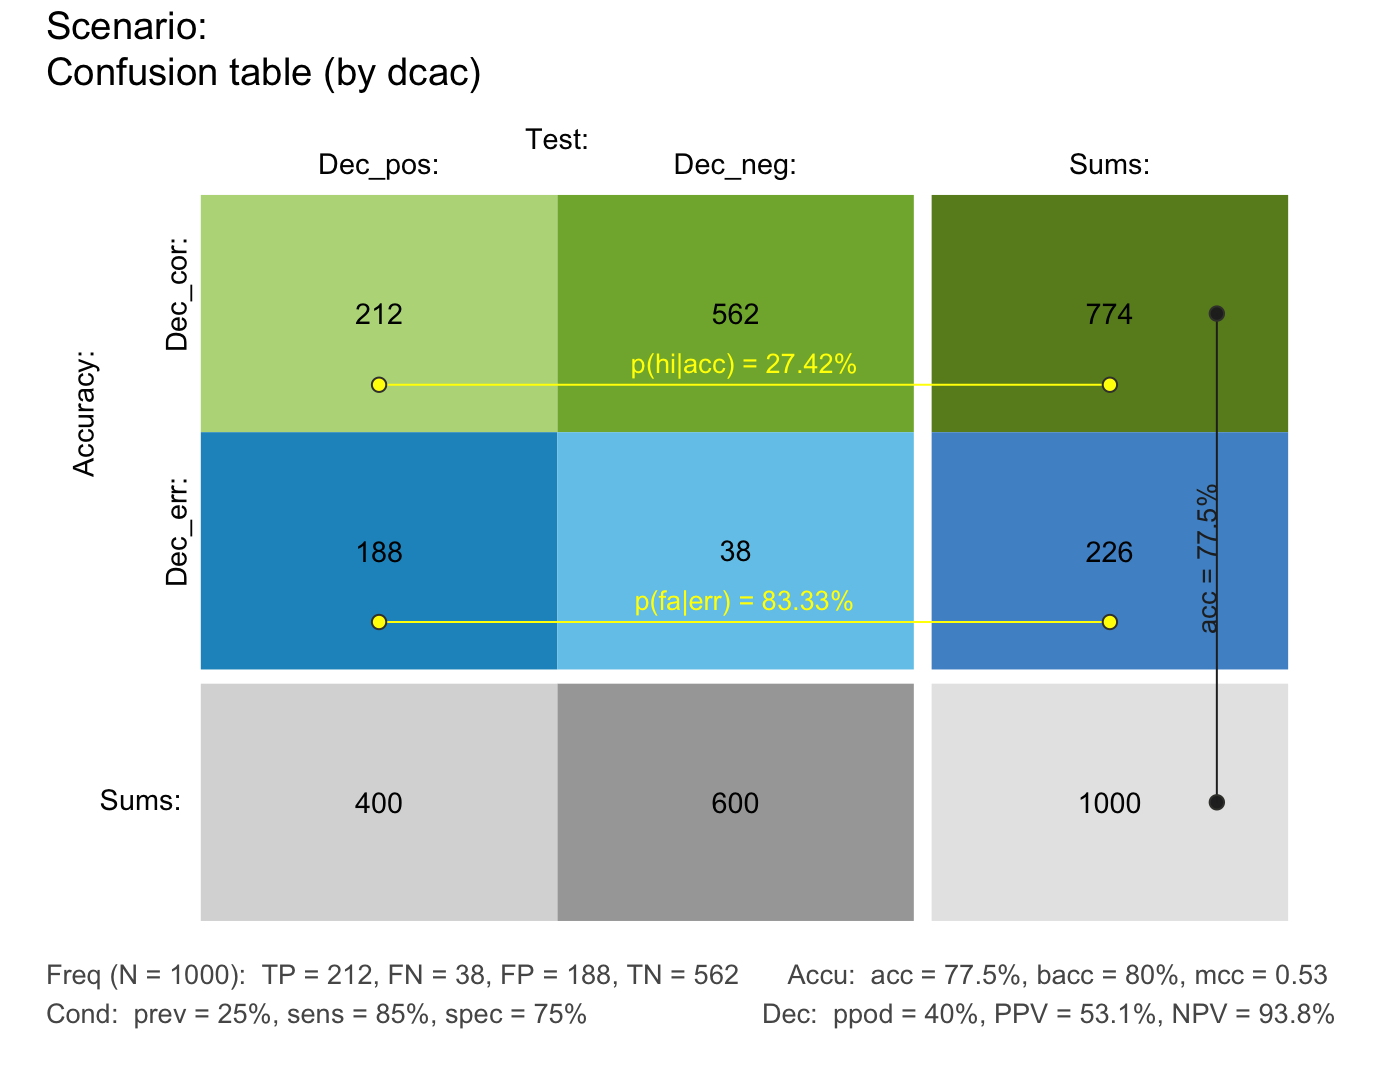 Scenario:
Confusion table (by dcac)
Test:
Dec_pos: Dec_neg: Sums:
Accuracy:
Dec_cor:
212 562 774
p(hi|acc) = 27.42%
Dec_err:
188 38 226
acc = 77.5%
p(fa|err) = 83.33%
Sums:
400 600 1000
Freq (N = 1000): TP = 212, FN = 38, FP = 188, TN = 562 Accu: acc = 77.5%, bacc = 80%, mcc = 0.53
Cond: prev = 25%, sens = 85%, spec = 75% Dec: ppod = 40%, PPV = 53.1%, NPV = 93.8%